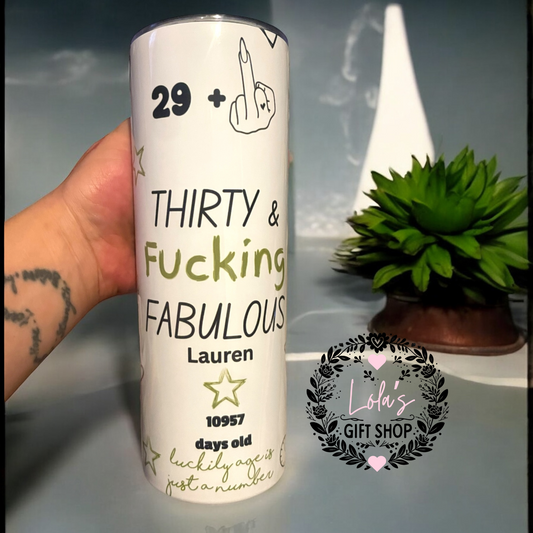 29 +
THIRTY &
Fucking
FABULOUS
Lauren
10957
days old
luckily age is
just a number
Lola's
GIFT SHOP